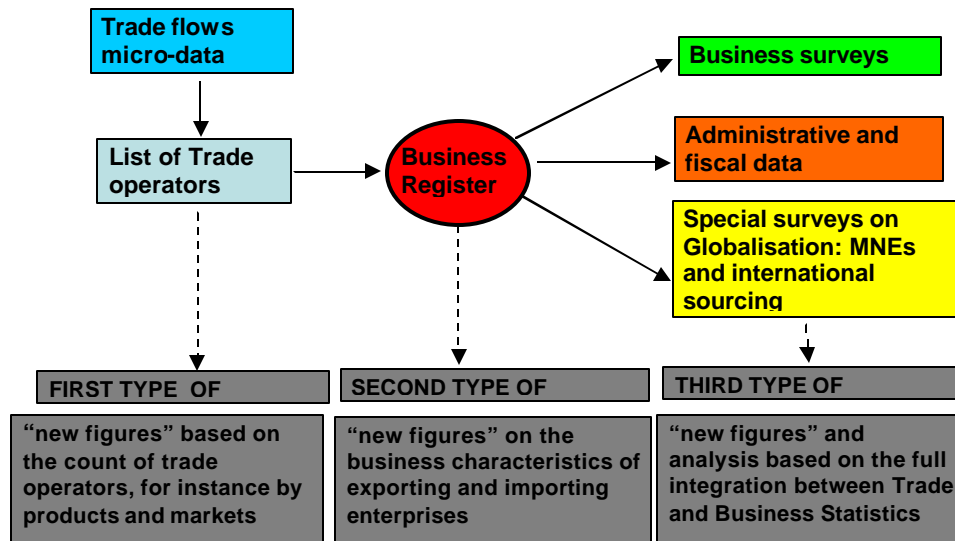 Trade flows
micro-data
Business surveys
List of Trade
operators
Business
Register
Administrative and
fiscal data
Special surveys on
Globalisation: MNEs
and international
sourcing
FIRST TYPE OF
“new figures” based on
the count of trade
operators, for instance by
products and markets
SECOND TYPE OF
“new figures” on the
business characteristics of
exporting and importing
enterprises
THIRD TYPE OF
“new figures” and
analysis based on the full
integration between Trade
and Business Statistics